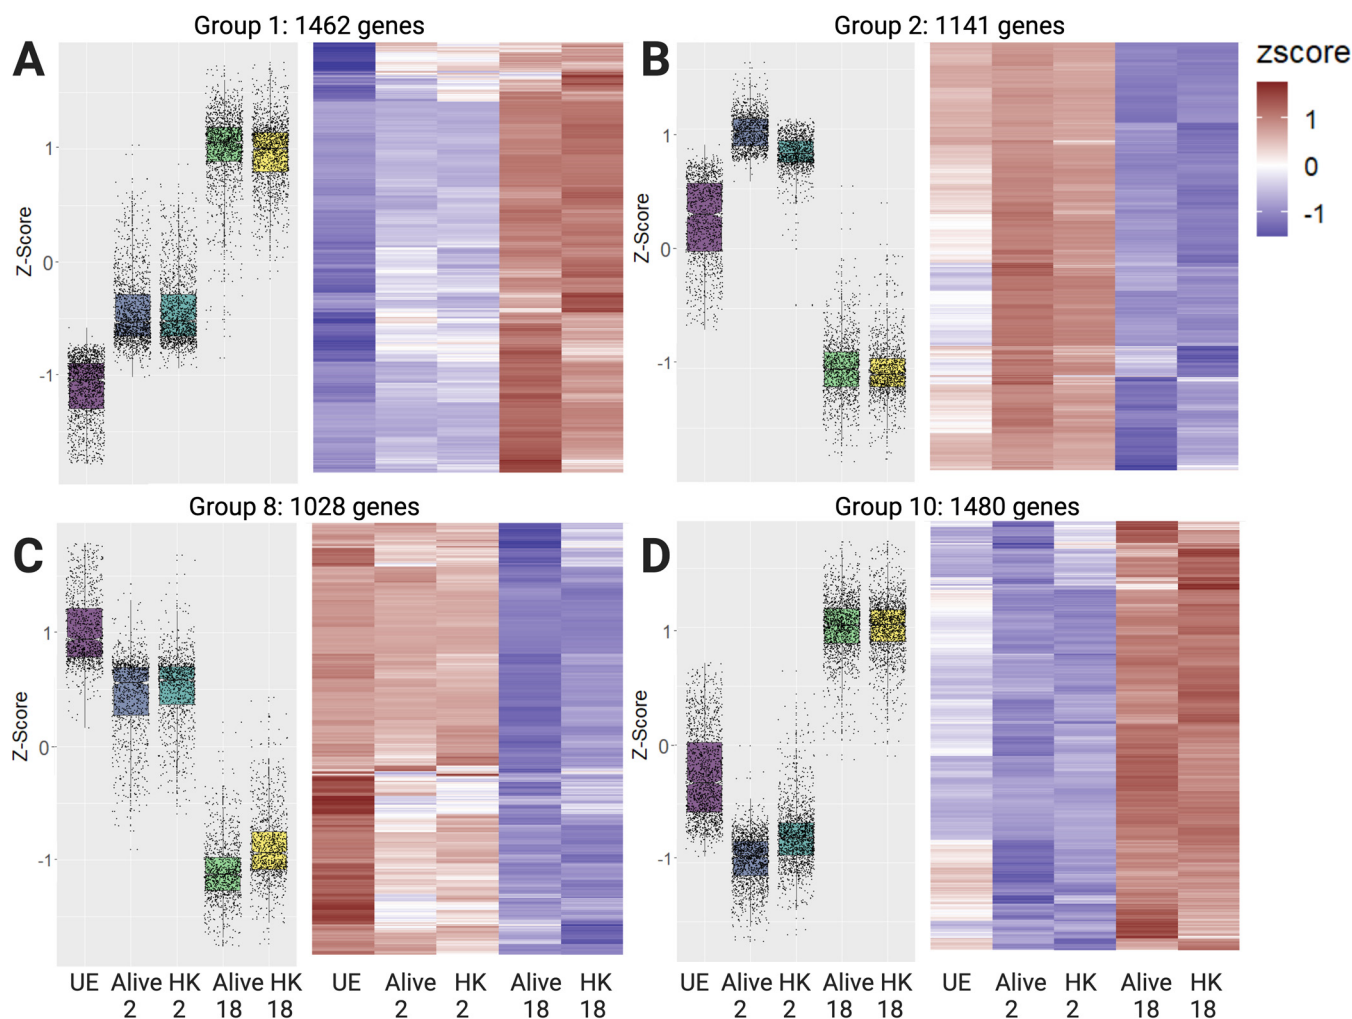 Group 1: 1462 genes
A
Z-Score
1
0
-1
Group 2: 1141 genes
B
Z-Score
1
0
-1
zscore
1
0
-1
Group 8: 1028 genes
C
Z-Score
1
0
-1
Group 10: 1480 genes
D
Z-Score
1
0
-1
UE Alive HK Alive HK
2 2 18 18
UE Alive HK Alive HK
2 2 18 18
UE Alive HK Alive HK
2 2 18 18
UE Alive HK Alive HK
2 2 18 18